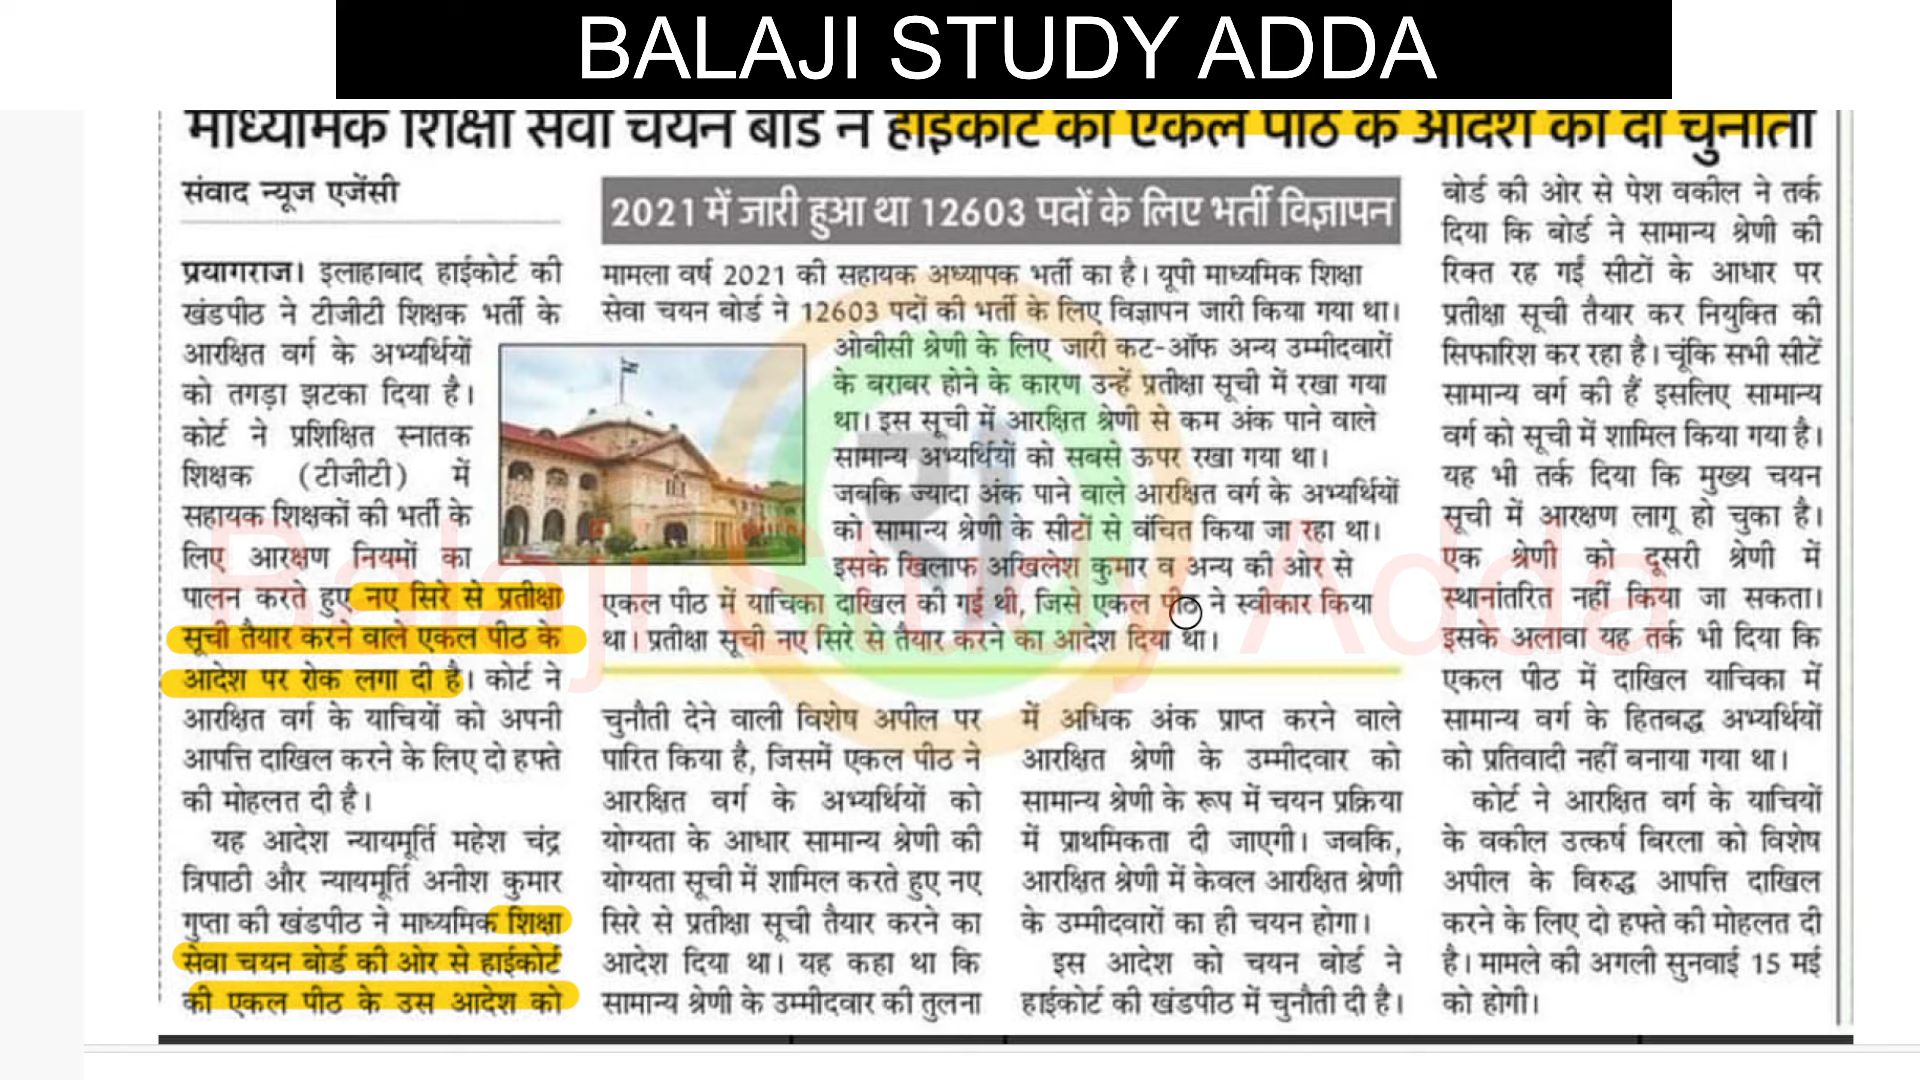 BALAJI STUDY ADDA
माध्यमिक शिक्षा सेवा चयन बोर्ड ने हाईकोर्ट की एकल पीठ के आदेश को दी चुनौती
संवाद न्यूज एजेंसी
प्रयागराज। इलाहाबाद हाईकोर्ट की
खंडपीठ ने टीजीटी शिक्षक भर्ती के
आरक्षित वर्ग के अभ्यर्थियों
को तगड़ा झटका दिया है।
कोर्ट ने प्रशिक्षित स्नातक
शिक्षक (टीजीटी) में
सहायक शिक्षकों की भर्ती के
लिए आरक्षण नियमों का
पालन करते हुए नए सिरे से प्रतीक्षा
सूची तैयार करने वाले एकल पीठ के
आदेश पर रोक लगा दी है। कोर्ट ने
आरक्षित वर्ग के याचियों को अपनी
आपत्ति दाखिल करने के लिए दो हफ्ते
की मोहलत दी है।
यह आदेश न्यायमूर्ति महेश चंद्र
त्रिपाठी और न्यायमूर्ति अनीश कुमार
गुप्ता की खंडपीठ ने माध्यमिक शिक्षा
सेवा चयन बोर्ड की ओर से हाईकोर्ट
की एकल पीठ के उस आदेश को
2021 में जारी हुआ था 12603 पदों के लिए भर्ती विज्ञापन
मामला वर्ष 2021 की सहायक अध्यापक भर्ती का है। यूपी माध्यमिक शिक्षा
सेवा चयन बोर्ड ने 12603 पदों की भर्ती के लिए विज्ञापन जारी किया गया था।
ओबीसी श्रेणी के लिए जारी कट-ऑफ अन्य उम्मीदवारों
के बराबर होने के कारण उन्हें प्रतीक्षा सूची में रखा गया
था। इस सूची में आरक्षित श्रेणी से कम अंक पाने वाले
सामान्य अभ्यर्थियों को सबसे ऊपर रखा गया था।
जबकि ज्यादा अंक पाने वाले आरक्षित वर्ग के अभ्यर्थियों
को सामान्य श्रेणी के सीटों से वंचित किया जा रहा था।
इसके खिलाफ अखिलेश कुमार व अन्य की ओर से
एकल पीठ में याचिका दाखिल की गई थी, जिसे एकल पीठ ने स्वीकार किया
था। प्रतीक्षा सूची नए सिरे से तैयार करने का आदेश दिया था।
चुनौती देने वाली विशेष अपील पर
पारित किया है, जिसमें एकल पीठ ने
आरक्षित वर्ग के अभ्यर्थियों को
योग्यता के आधार सामान्य श्रेणी की
योग्यता सूची में शामिल करते हुए नए
सिरे से प्रतीक्षा सूची तैयार करने का
आदेश दिया था। यह कहा था कि
सामान्य श्रेणी के उम्मीदवार की तुलना
में अधिक अंक प्राप्त करने वाले
आरक्षित श्रेणी के उम्मीदवार को
सामान्य श्रेणी के रूप में चयन प्रक्रिया
में प्राथमिकता दी जाएगी। जबकि,
आरक्षित श्रेणी में केवल आरक्षित श्रेणी
के उम्मीदवारों का ही चयन होगा।
इस आदेश को चयन बोर्ड ने
हाईकोर्ट की खंडपीठ में चुनौती दी है।
बोर्ड की ओर से पेश वकील ने तर्क
दिया कि बोर्ड ने सामान्य श्रेणी की
रिक्त रह गई सीटों के आधार पर
प्रतीक्षा सूची तैयार कर नियुक्ति की
सिफारिश कर रहा है। चूंकि सभी सीटें
सामान्य वर्ग की हैं इसलिए सामान्य
वर्ग को सूची में शामिल किया गया है।
यह भी तर्क दिया कि मुख्य चयन
सूची में आरक्षण लागू हो चुका है।
एक श्रेणी को दूसरी श्रेणी में
स्थानांतरित नहीं किया जा सकता।
इसके अलावा यह तर्क भी दिया कि
एकल पीठ में दाखिल याचिका में
सामान्य वर्ग के हितबद्ध अभ्यर्थियों
को प्रतिवादी नहीं बनाया गया था।
कोर्ट ने आरक्षित वर्ग के याचियों
के वकील उत्कर्ष बिरला को विशेष
अपील के विरुद्ध आपत्ति दाखिल
करने के लिए दो हफ्ते की मोहलत दी
है। मामले की अगली सुनवाई 15 मई
को होगी।
Balaji Study Adda